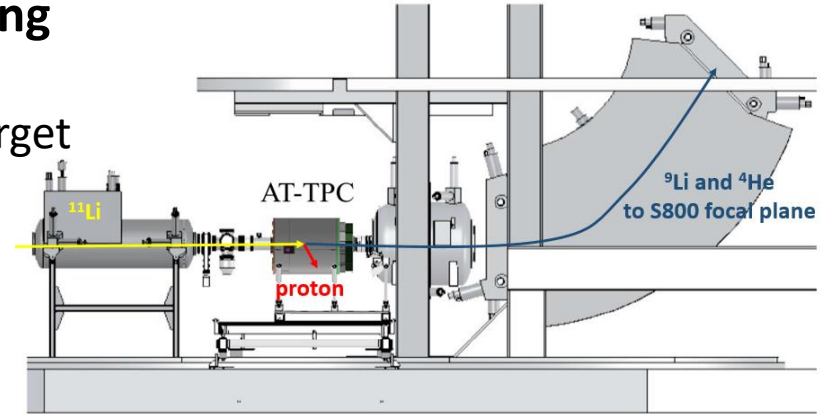 ng
rget
AT-TPC
¹¹Li
⁹Li and ⁴He
to S800 focal plane
proton